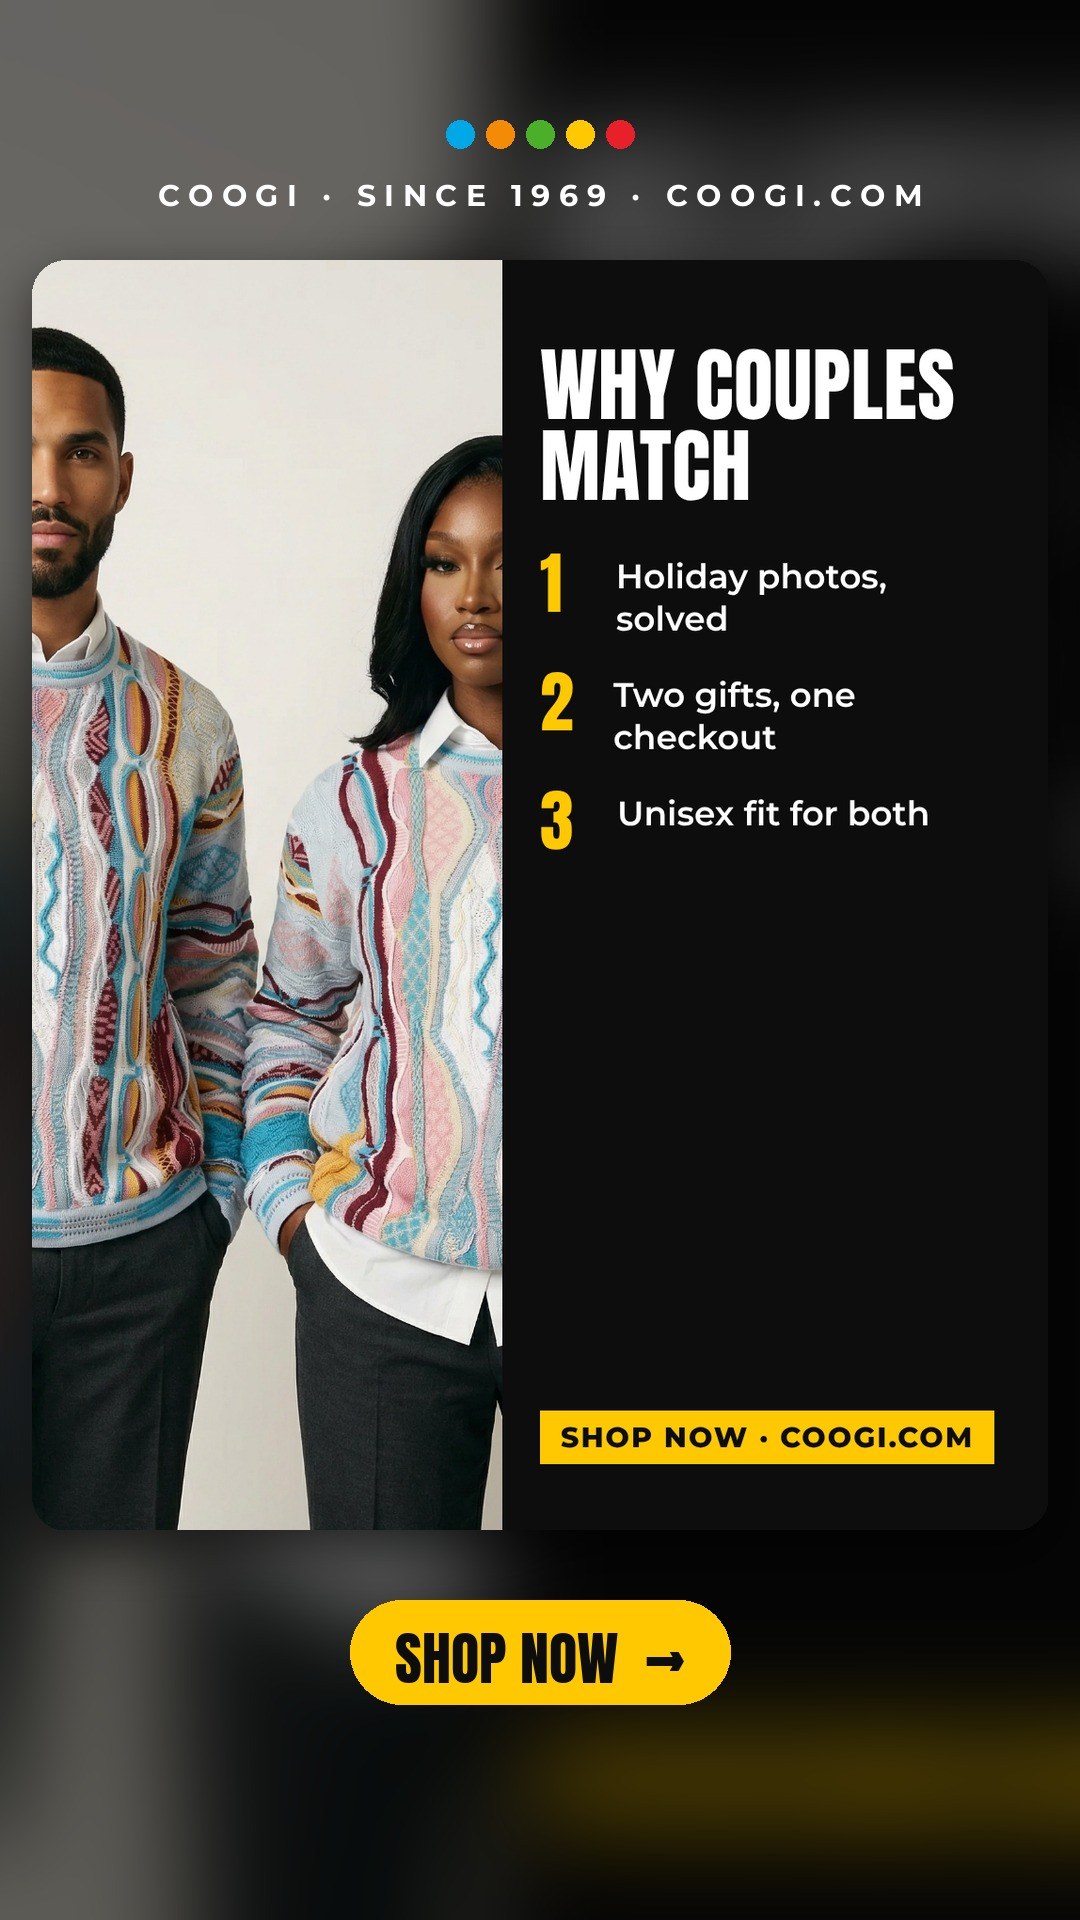 COOGI · SINCE 1969 · COOGI.COM
WHY COUPLES
MATCH
1 Holiday photos,
solved
2 Two gifts, one
checkout
3 Unisex fit for both
SHOP NOW · COOGI.COM
SHOP NOW →